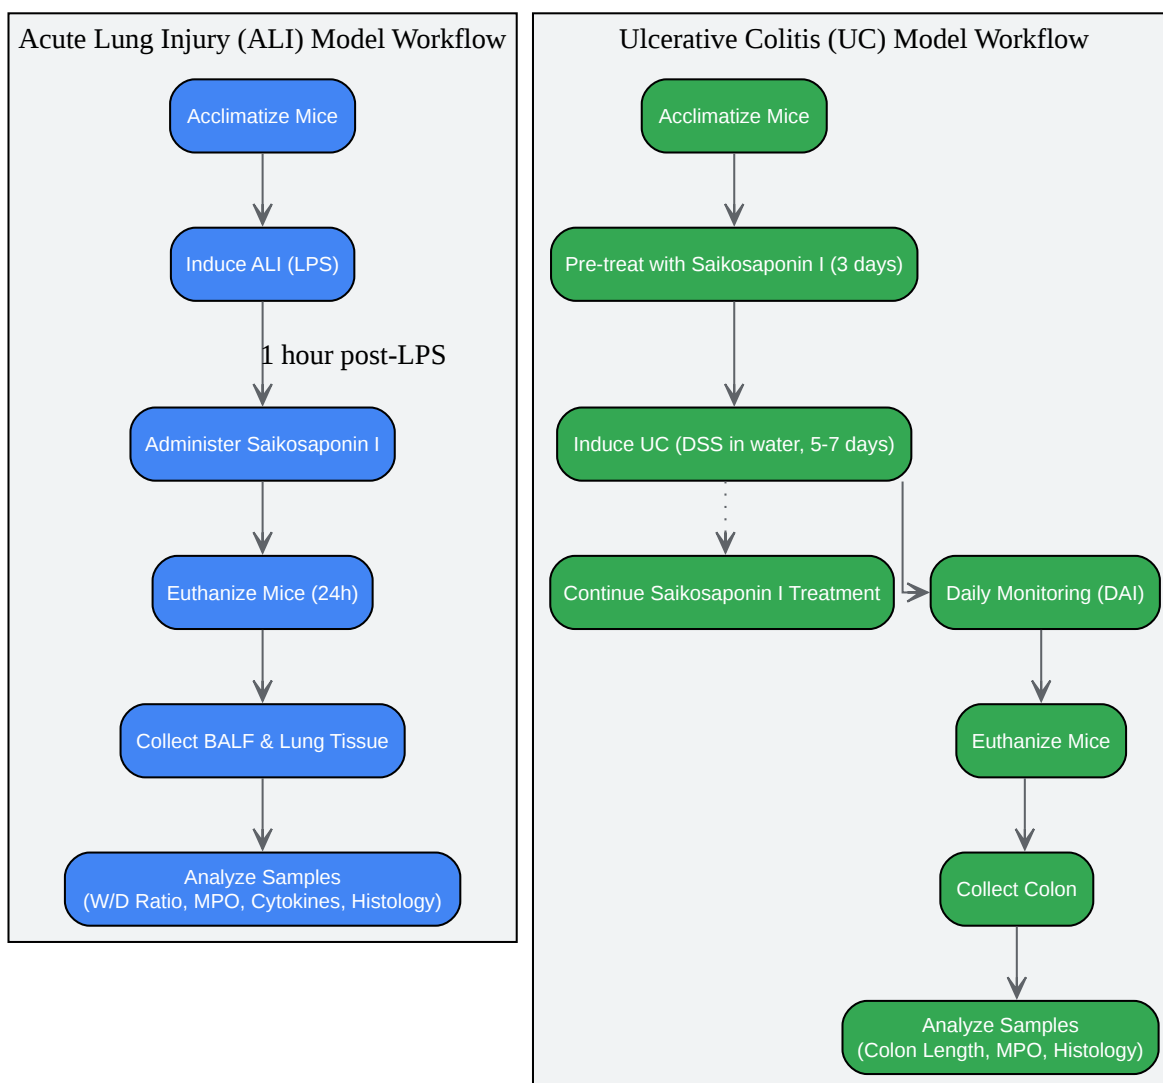 Acute Lung Injury (ALI) Model Workflow
Acclimatize Mice
Induce ALI (LPS)
1 hour post-LPS
Administer Saikosaponin I
Euthanize Mice (24h)
Collect BALF & Lung Tissue
Analyze Samples
(W/D Ratio, MPO, Cytokines, Histology)
Ulcerative Colitis (UC) Model Workflow
Acclimatize Mice
Pre-treat with Saikosaponin I (3 days)
Induce UC (DSS in water, 5-7 days)
Continue Saikosaponin I Treatment
Daily Monitoring (DAI)
Euthanize Mice
Collect Colon
Analyze Samples
(Colon Length, MPO, Histology)